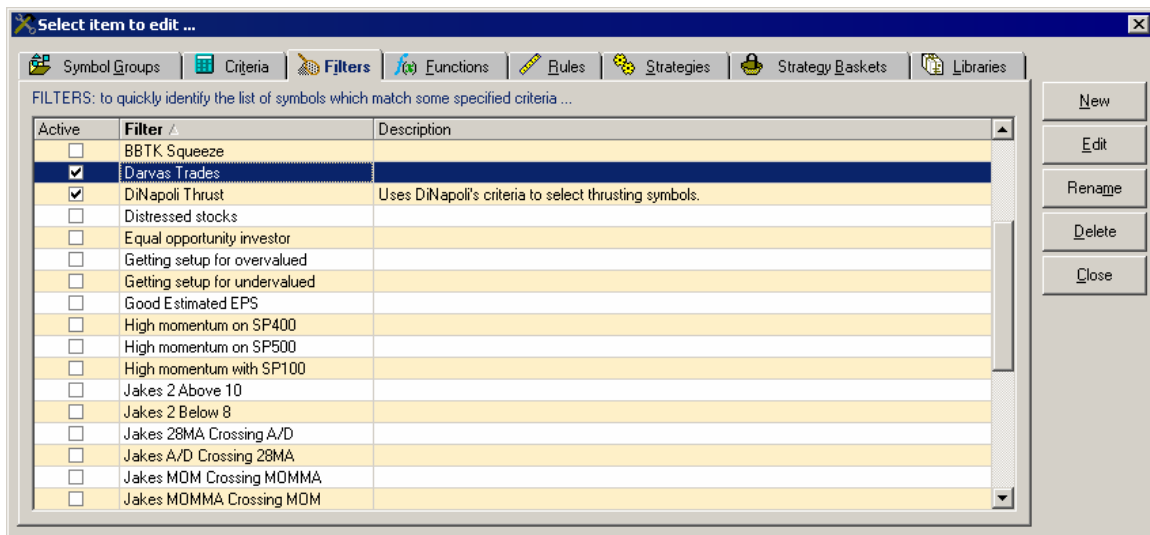 Select item to edit ...
Symbol Groups Criteria Filters f(x) Functions Rules Strategies Strategy Baskets Libraries
FILTERS: to quickly identify the list of symbols which match some specified criteria ...
New
Active Filter Description
Edit
BBTK Squeeze
Darvas Trades
DiNapoli Thrust Uses DiNapoli's criteria to select thrusting symbols.
Rename
Distressed stocks
Equal opportunity investor
Delete
Getting setup for overvalued
Getting setup for undervalued
Close
Good Estimated EPS
High momentum on SP400
High momentum on SP500
High momentum with SP100
Jakes 2 Above 10
Jakes 2 Below 8
Jakes 28MA Crossing A/D
Jakes A/D Crossing 28MA
Jakes MOM Crossing MOMMA
Jakes MOMMA Crossing MOM